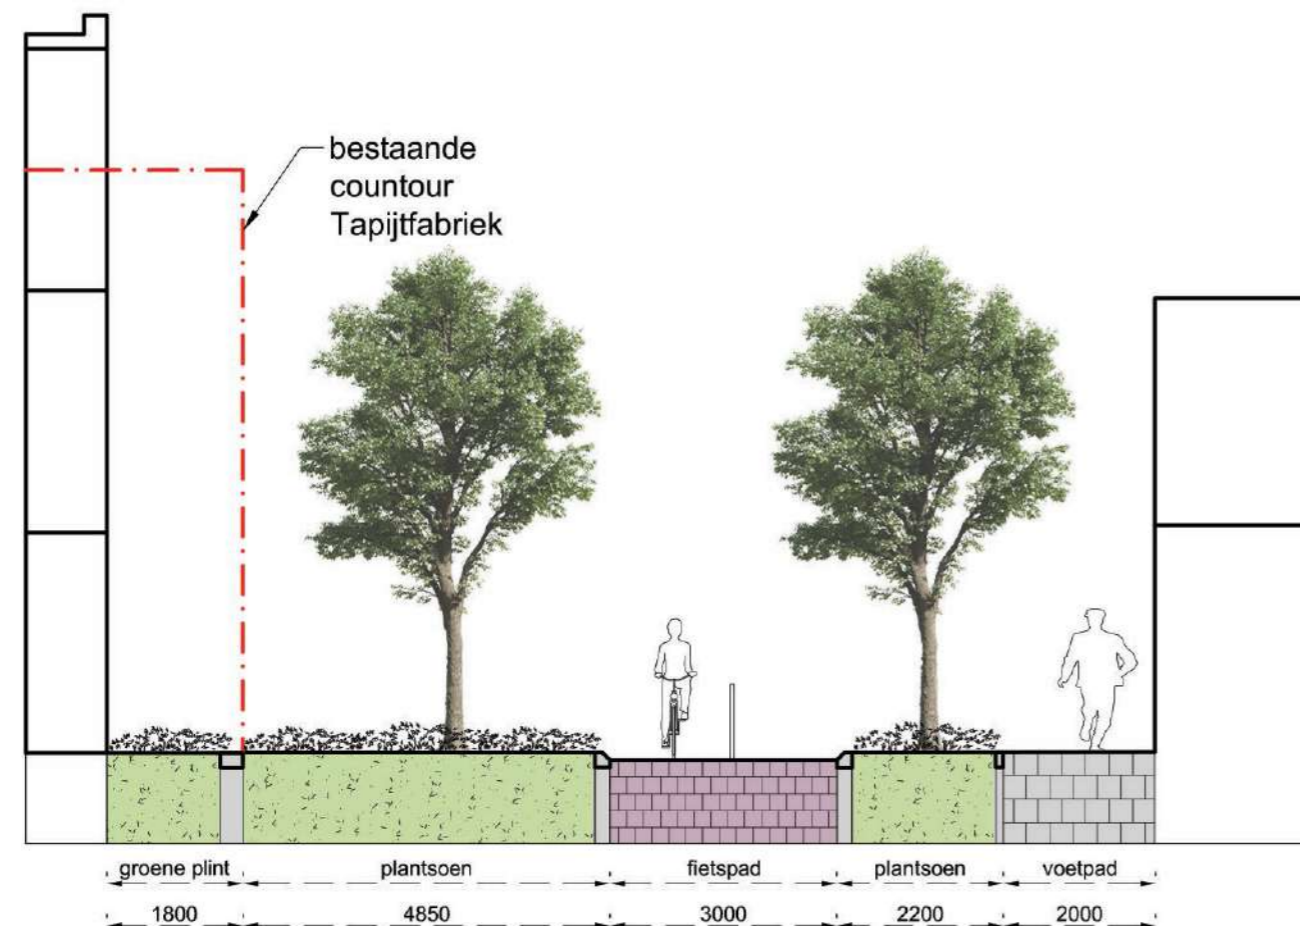 bestaande
countour
Tapijtfabriek
groene plint plantsoen fietspad plantsoen voetpad
1800 4850 3000 2200 2000